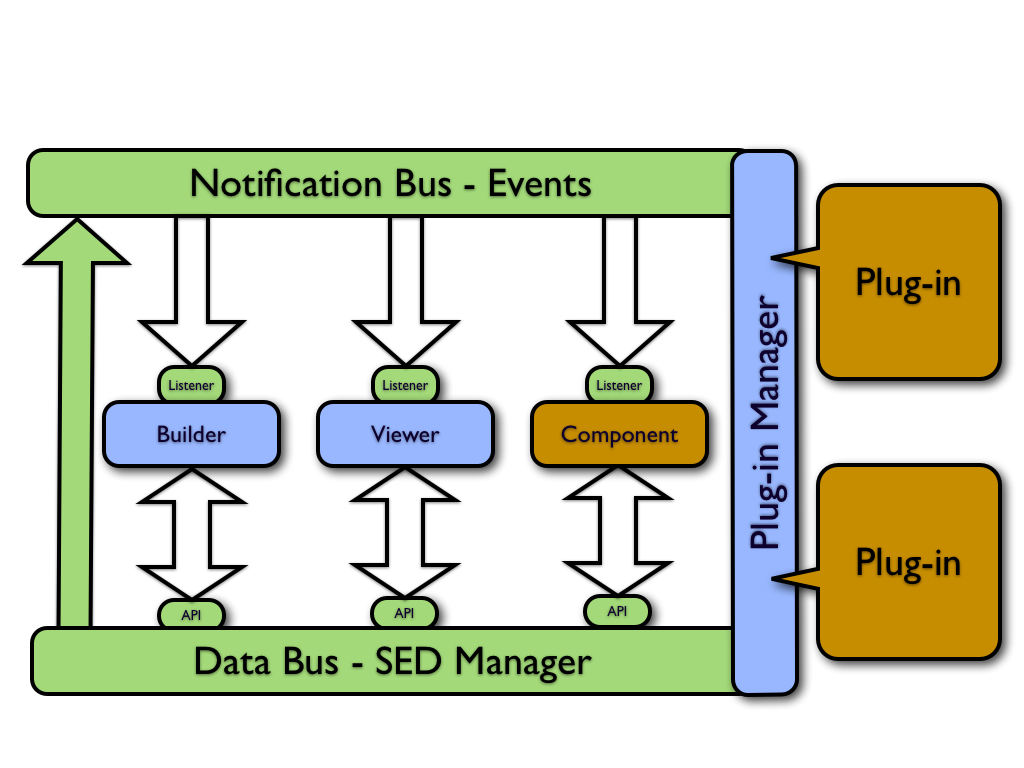 Notification Bus - Events
Plug-in
Plug-in Manager
Listener
Listener
Listener
Builder
Viewer
Component
Plug-in
API
API
API
Data Bus - SED Manager